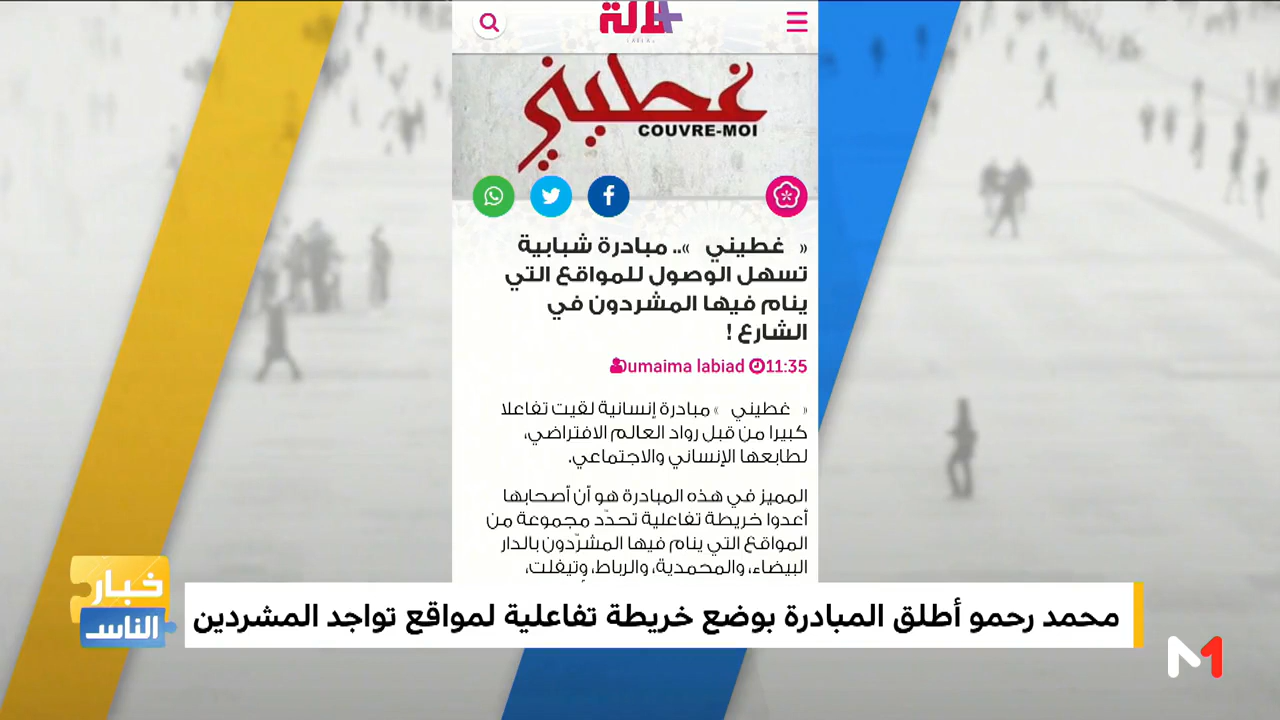 لالة+
غطيني
COUVRE-MOI
« غطيني ».. مبادرة شبابية
تسهل الوصول للمواقع التي
ينام فيها المشردون في
الشارع !
Oumaima labiad 11:35
« غطيني » مبادرة إنسانية لقيت تفاعلا
كبيرا من قبل رواد العالم الافتراضي،
لطابعها الإنساني والاجتماعي.
المميز في هذه المبادرة هو أن أصحابها
أعدوا خريطة تفاعلية تحدّد مجموعة من
المواقع التي ينام فيها المشرّدون بالدار
البيضاء، والمحمدية، والرباط، وتيفلت،
خبار
الناس
محمد رحمو أطلق المبادرة بوضع خريطة تفاعلية لمواقع تواجد المشردين
M1